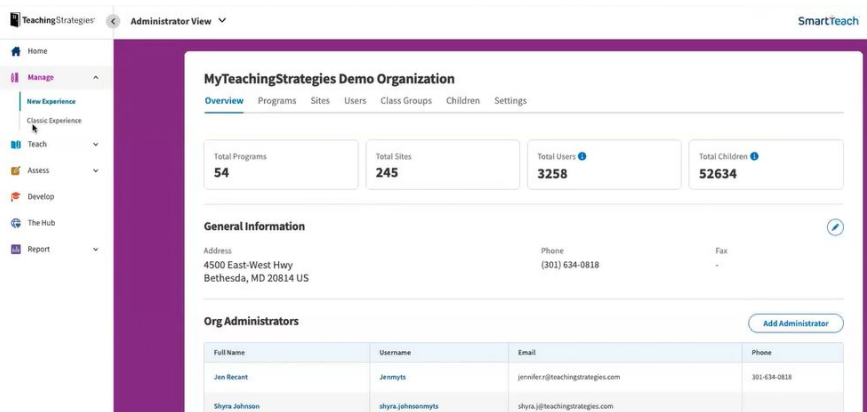 TeachingStrategies
Administrator View
SmartTeach
Home
Manage
New Experience
Classic Experience
Teach
Assess
Develop
The Hub
Report
MyTeachingStrategies Demo Organization
Overview Programs Sites Users Class Groups Children Settings
Total Programs
54
Total Sites
245
Total Users
3258
Total Children
52634
General Information
Address
4500 East-West Hwy
Bethesda, MD 20814 US
Phone
(301) 634-0818
Fax
-
Org Administrators
Add Administrator
Full Name Username Email Phone
Jen Recant Jenmyts jennifer.r@teachingstrategies.com 301-634-0818
Shyra Johnson shyra.johnsonmyts shyra.j@teachingstrategies.com